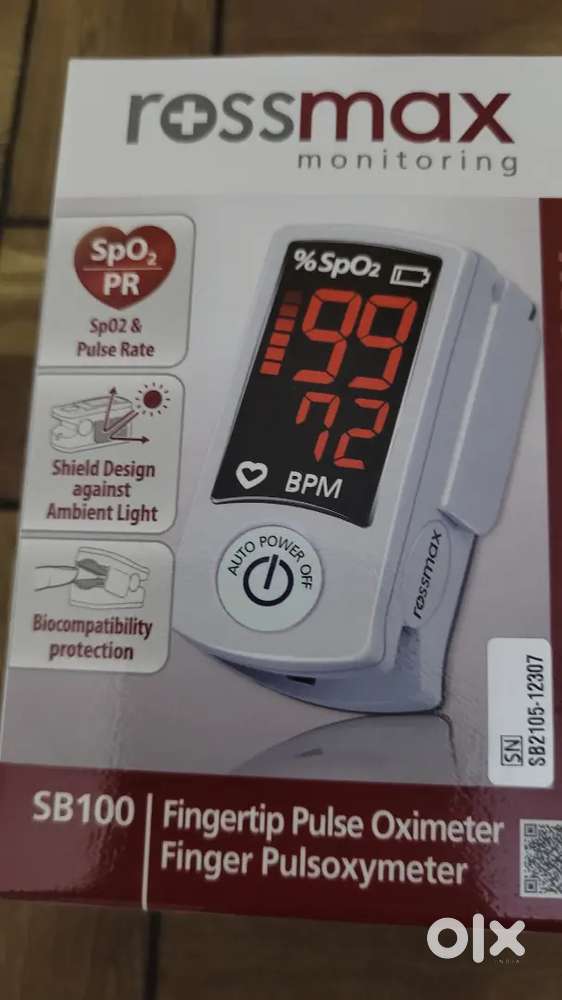 rossmax
monitoring
SpO2
PR
SpO2 &
Pulse Rate
Shield Design
against
Ambient Light
Biocompatibility
protection
%SpO2
99
72
BPM
AUTO POWER OFF
rossmax
SN
SB2105-12307
SB100
Fingertip Pulse Oximeter
Finger Pulsoxymeter
olx
INDIA